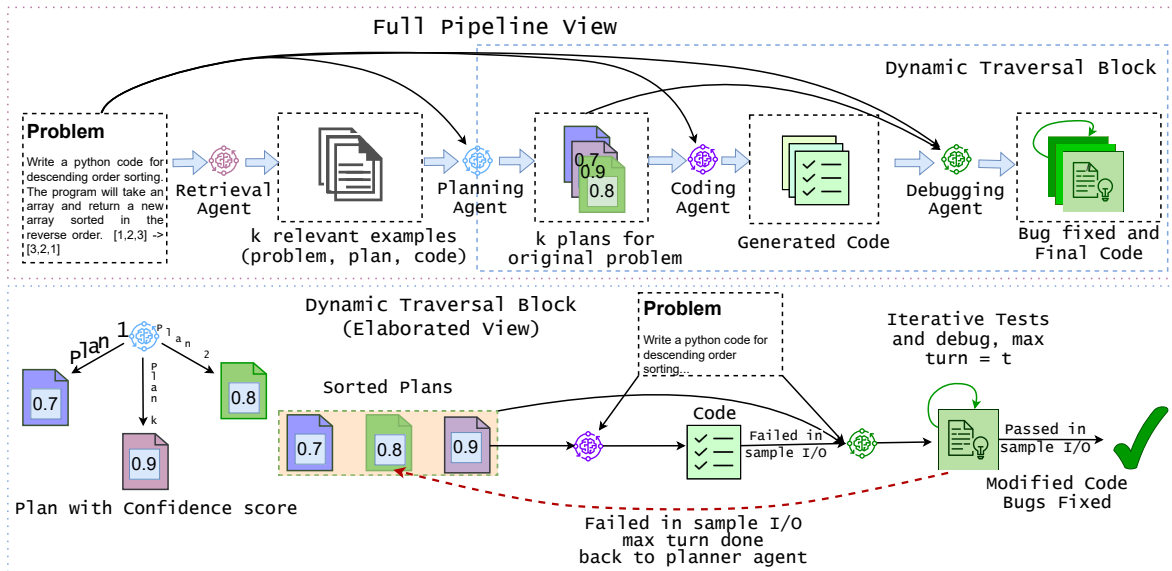 Full Pipeline View
Dynamic Traversal Block
Problem
Write a python code for
descending order sorting.
The program will take an
array and return a new
array sorted in the
reverse order. [1,2,3] ->
[3,2,1]
Retrieval
Agent
k relevant examples
(problem, plan, code)
Planning
Agent
0.7
0.9
0.8
k plans for
original problem
Coding
Agent
Generated Code
Debugging
Agent
Bug fixed and
Final Code
Dynamic Traversal Block
(Elaborated View)
Plan 1
Plan 2
Plan k
0.7
0.8
0.9
Plan with Confidence score
Sorted Plans
0.7
0.8
0.9
Problem
Write a python code for
descending order
sorting...
Code
Failed in
sample I/O
Iterative Tests
and debug, max
turn = t
Passed in
sample I/O
Modified Code
Bugs Fixed
Failed in sample I/O
max turn done
back to planner agent